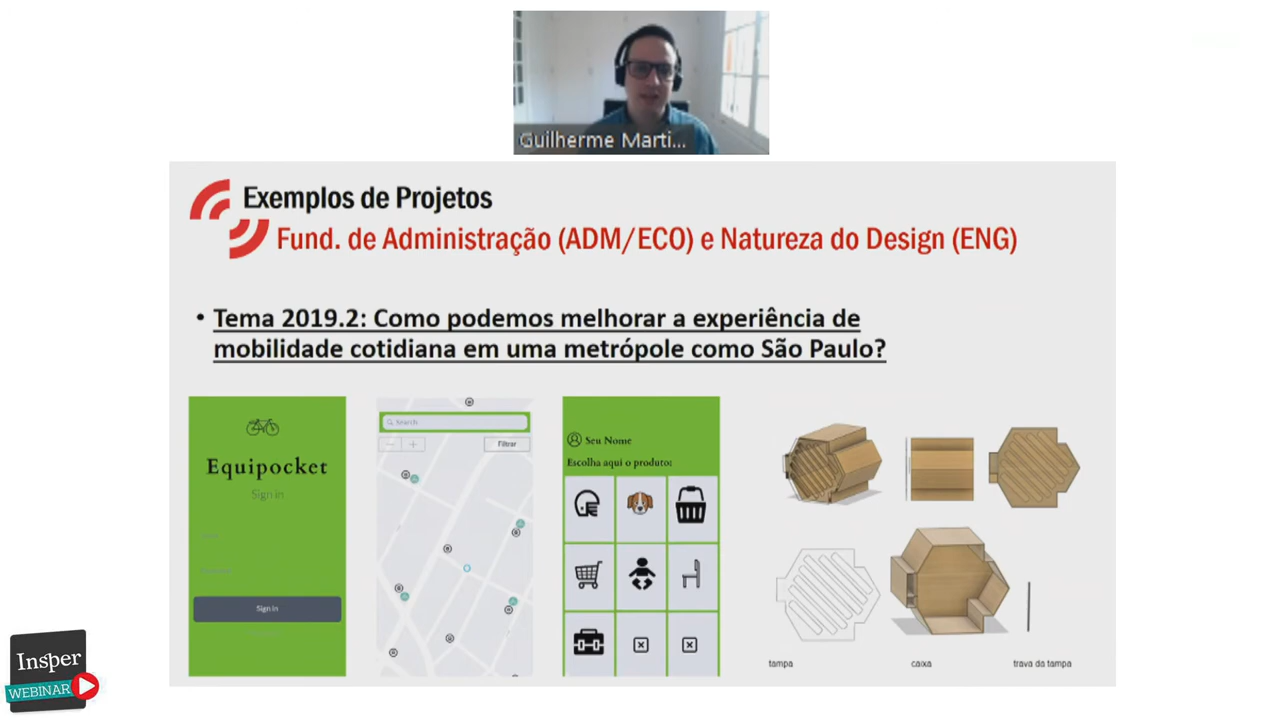 Guilherme Marti...
Exemplos de Projetos
Fund. de Administração (ADM/ECO) e Natureza do Design (ENG)
• Tema 2019.2: Como podemos melhorar a experiência de
mobilidade cotidiana em uma metrópole como São Paulo?
Equipocket
Sign in
Sign in
Search
Filtrar
Seu Nome
Escolha aqui o produto:
tampa
caixa
trava da tampa
Insper
WEBINAR